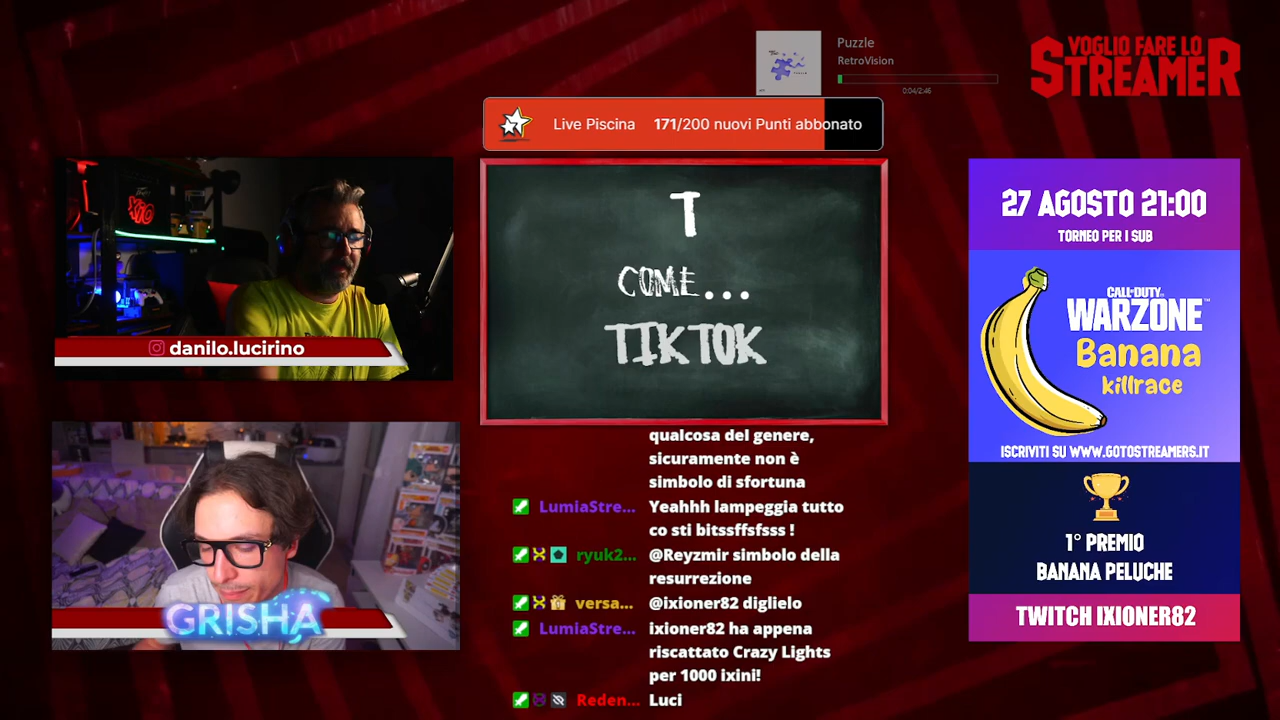 Puzzle
RetroVision
0:04/2:46
VOGLIO FARE LO
STREAMER
Live Piscina 171/200 nuovi Punti abbonato
XIO
danilo.lucirino
T
COME...
TIKTOK
27 AGOSTO 21:00
TORNEO PER I SUB
CALL OF DUTY
WARZONE™
Banana
killrace
ISCRIVITI SU WWW.GOTOSTREAMERS.IT
1° PREMIO
BANANA PELUCHE
TWITCH IXIONER82
GRISHA
qualcosa del genere,
sicuramente non è
simbolo di sfortuna
LumiaStre... Yeahhh lampeggia tutto
co sti bitssffsfsss !
ryuk2... @Reyzmir simbolo della
resurrezione
versa... @ixioner82 diglielo
LumiaStre... ixioner82 ha appena
riscattato Crazy Lights
per 1000 ixini!
Reden... Luci